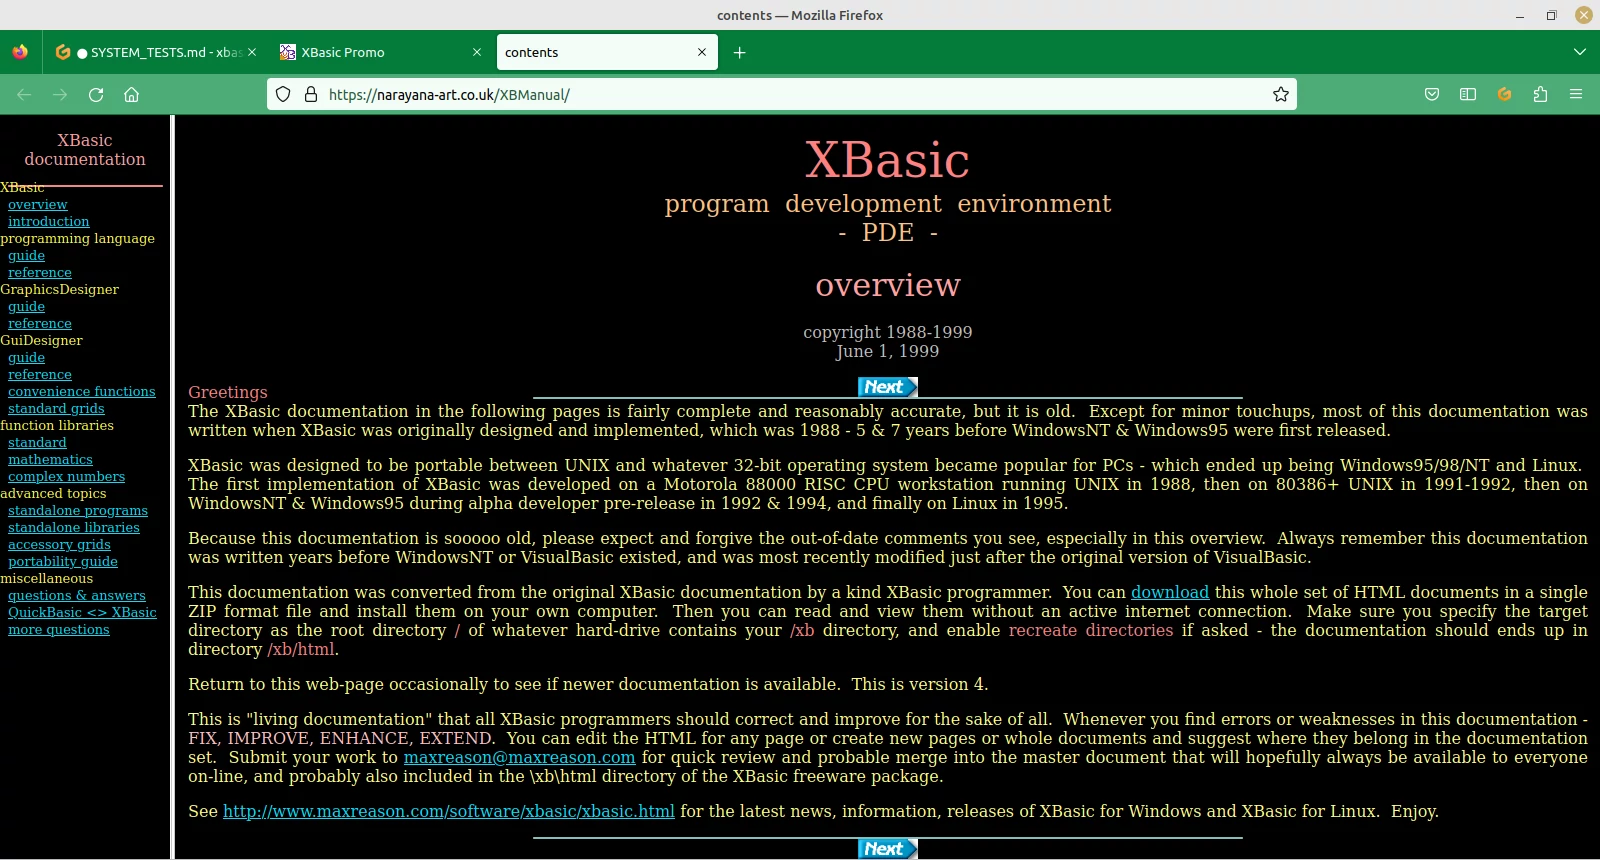 contents — Mozilla Firefox
SYSTEM_TESTS.md - xbas
XBasic Promo
contents
https://narayana-art.co.uk/XBManual/
XBasic
documentation
XBasic
overview
introduction
programming language
guide
reference
GraphicsDesigner
guide
reference
GuiDesigner
guide
reference
convenience functions
standard grids
function libraries
standard
mathematics
complex numbers
advanced topics
standalone programs
standalone libraries
accessory grids
portability guide
miscellaneous
questions & answers
QuickBasic <> XBasic
more questions
XBasic
program development environment
- PDE -
overview
copyright 1988-1999
June 1, 1999
Next
Greetings
The XBasic documentation in the following pages is fairly complete and reasonably accurate, but it is old. Except for minor touchups, most of this documentation was
written when XBasic was originally designed and implemented, which was 1988 - 5 & 7 years before WindowsNT & Windows95 were first released.
XBasic was designed to be portable between UNIX and whatever 32-bit operating system became popular for PCs - which ended up being Windows95/98/NT and Linux.
The first implementation of XBasic was developed on a Motorola 88000 RISC CPU workstation running UNIX in 1988, then on 80386+ UNIX in 1991-1992, then on
WindowsNT & Windows95 during alpha developer pre-release in 1992 & 1994, and finally on Linux in 1995.
Because this documentation is sooooo old, please expect and forgive the out-of-date comments you see, especially in this overview. Always remember this documentation
was written years before WindowsNT or VisualBasic existed, and was most recently modified just after the original version of VisualBasic.
This documentation was converted from the original XBasic documentation by a kind XBasic programmer. You can download this whole set of HTML documents in a single
ZIP format file and install them on your own computer. Then you can read and view them without an active internet connection. Make sure you specify the target
directory as the root directory / of whatever hard-drive contains your /xb directory, and enable recreate directories if asked - the documentation should ends up in
directory /xb/html.
Return to this web-page occasionally to see if newer documentation is available. This is version 4.
This is "living documentation" that all XBasic programmers should correct and improve for the sake of all. Whenever you find errors or weaknesses in this documentation -
FIX, IMPROVE, ENHANCE, EXTEND. You can edit the HTML for any page or create new pages or whole documents and suggest where they belong in the documentation
set. Submit your work to maxreason@maxreason.com for quick review and probable merge into the master document that will hopefully always be available to everyone
on-line, and probably also included in the \xb\html directory of the XBasic freeware package.
See http://www.maxreason.com/software/xbasic/xbasic.html for the latest news, information, releases of XBasic for Windows and XBasic for Linux. Enjoy.
Next